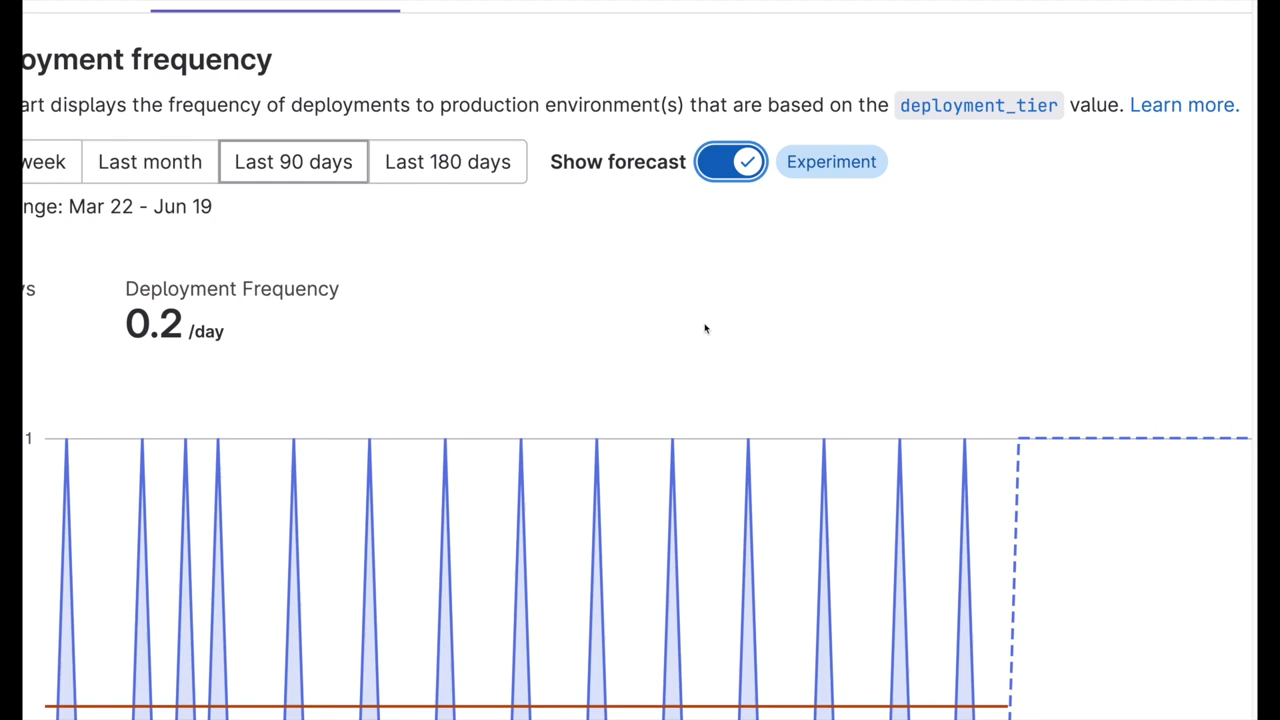 oyment frequency
art displays the frequency of deployments to production environment(s) that are based on the deployment_tier value. Learn more.
week Last month Last 90 days Last 180 days Show forecast Experiment
nge: Mar 22 - Jun 19
s Deployment Frequency
0.2 /day
1